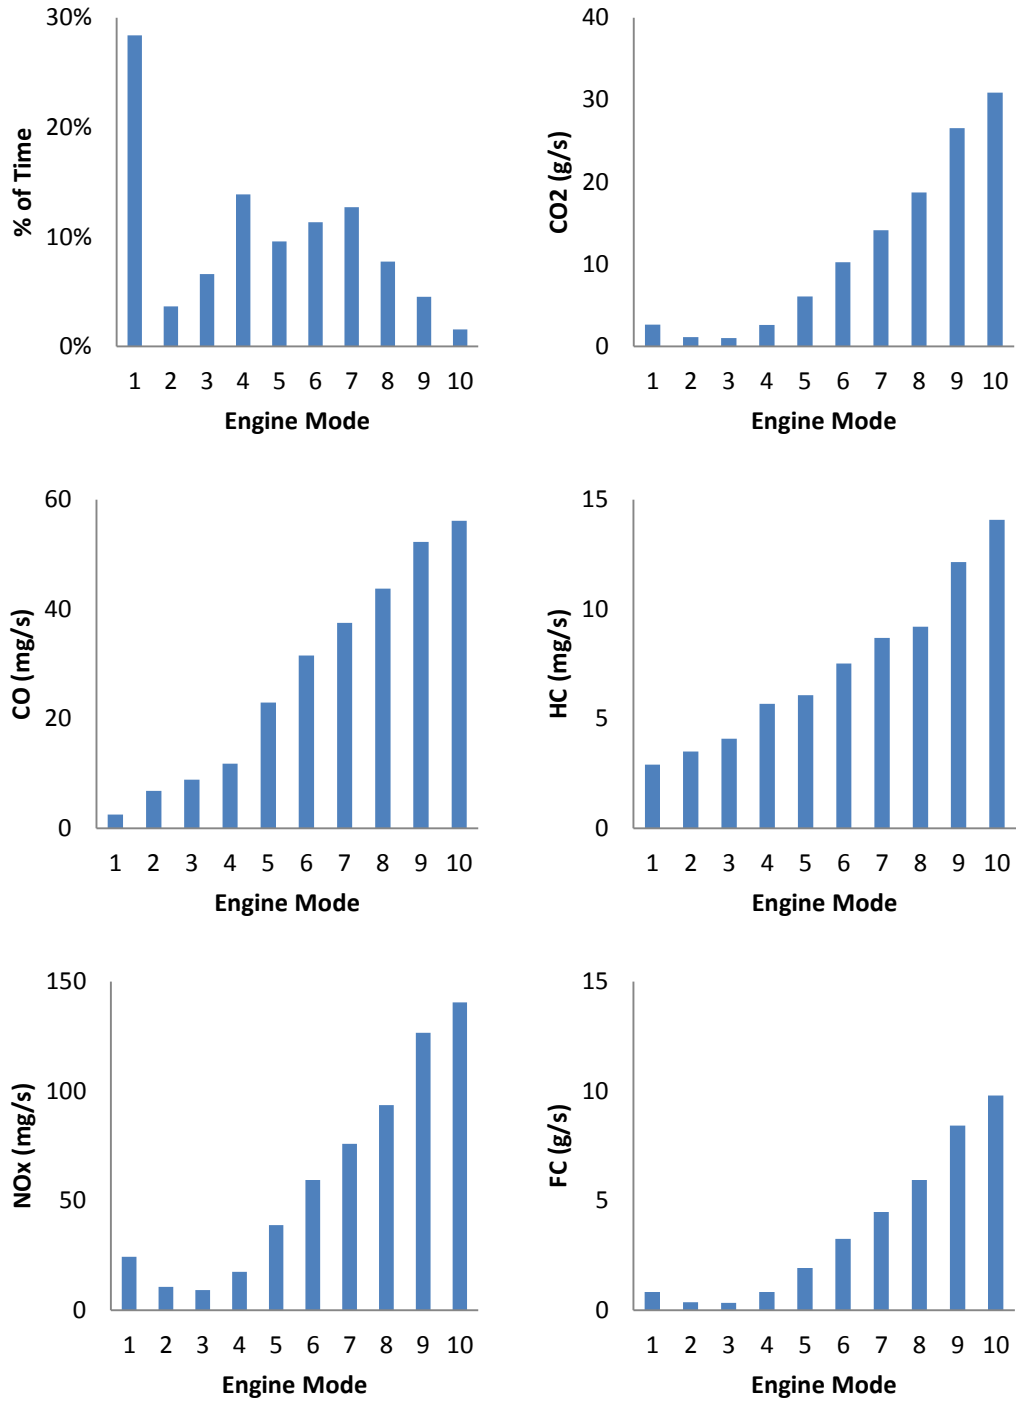 % of Time
30%
20%
10%
0%
1 2 3 4 5 6 7 8 9 10
Engine Mode
CO2 (g/s)
40
30
20
10
0
1 2 3 4 5 6 7 8 9 10
Engine Mode
CO (mg/s)
60
40
20
0
1 2 3 4 5 6 7 8 9 10
Engine Mode
HC (mg/s)
15
10
5
0
1 2 3 4 5 6 7 8 9 10
Engine Mode
NOx (mg/s)
150
100
50
0
1 2 3 4 5 6 7 8 9 10
Engine Mode
FC (g/s)
15
10
5
0
1 2 3 4 5 6 7 8 9 10
Engine Mode